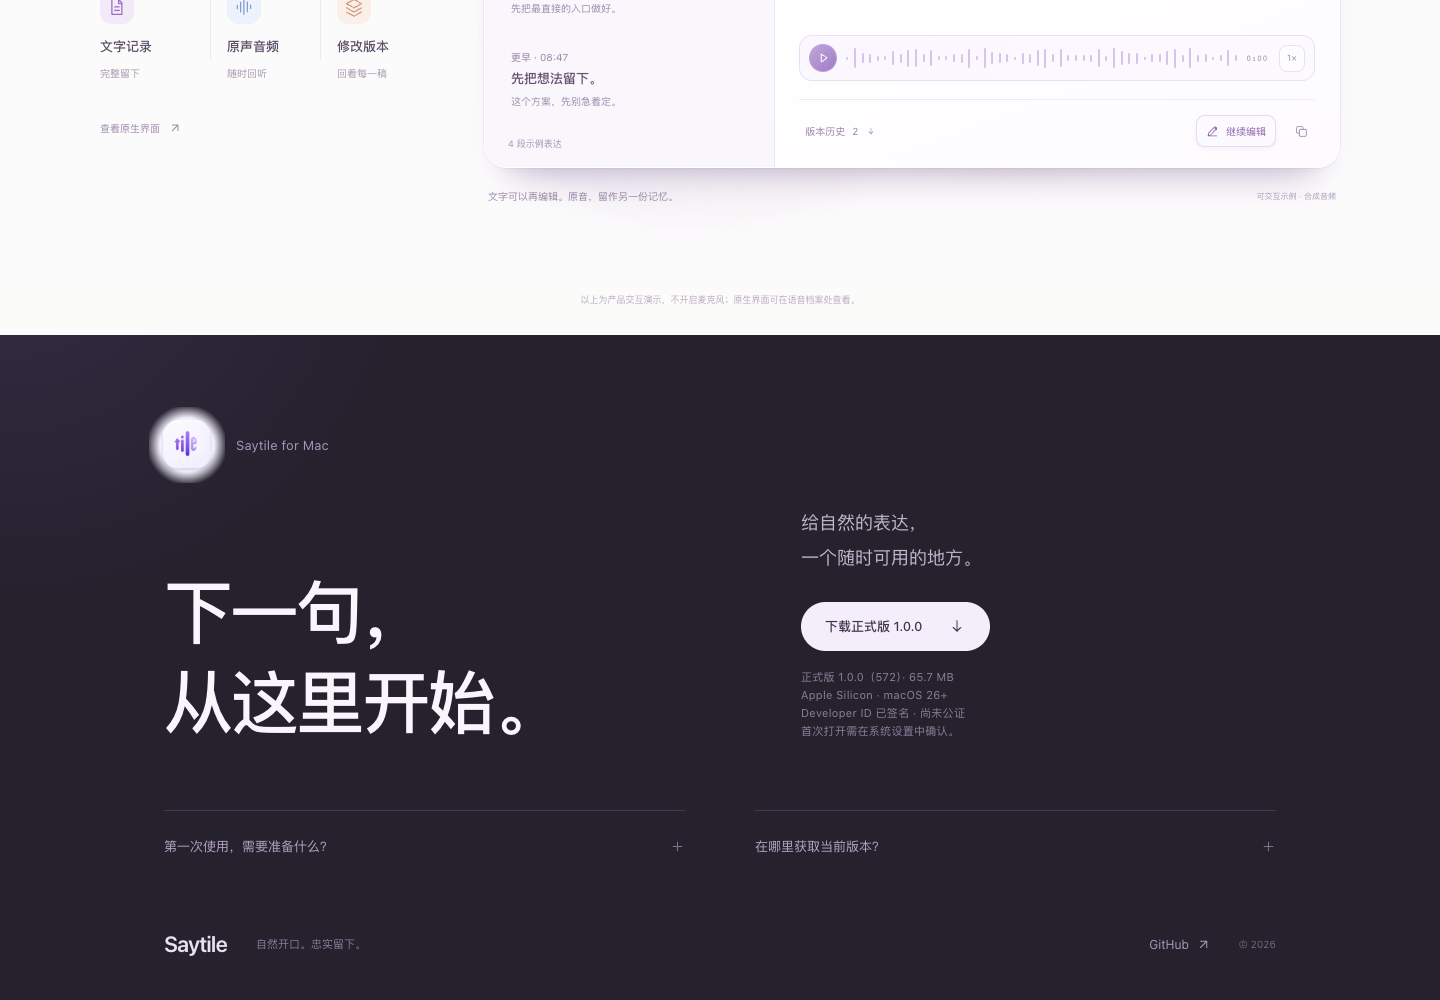 文字记录
完整留下
原声音频
随时回听
修改版本
回看每一稿
查看原生界面
先把最直接的入口做好。
更早 · 08:47
先把想法留下。
这个方案，先别急着定。
4 段示例表达
0:00
1×
版本历史 2
继续编辑
文字可以再编辑。原音，留作另一份记忆。
可交互示例 · 合成音频
以上为产品交互演示，不开启麦克风；原生界面可在语音档案处查看。
tile
Saytile for Mac
下一句，
从这里开始。
给自然的表达，
一个随时可用的地方。
下载正式版 1.0.0
正式版 1.0.0（572）· 65.7 MB
Apple Silicon · macOS 26+
Developer ID 已签名 · 尚未公证
首次打开需在系统设置中确认。
第一次使用，需要准备什么？
在哪里获取当前版本？
Saytile
自然开口。忠实留下。
GitHub
© 2026